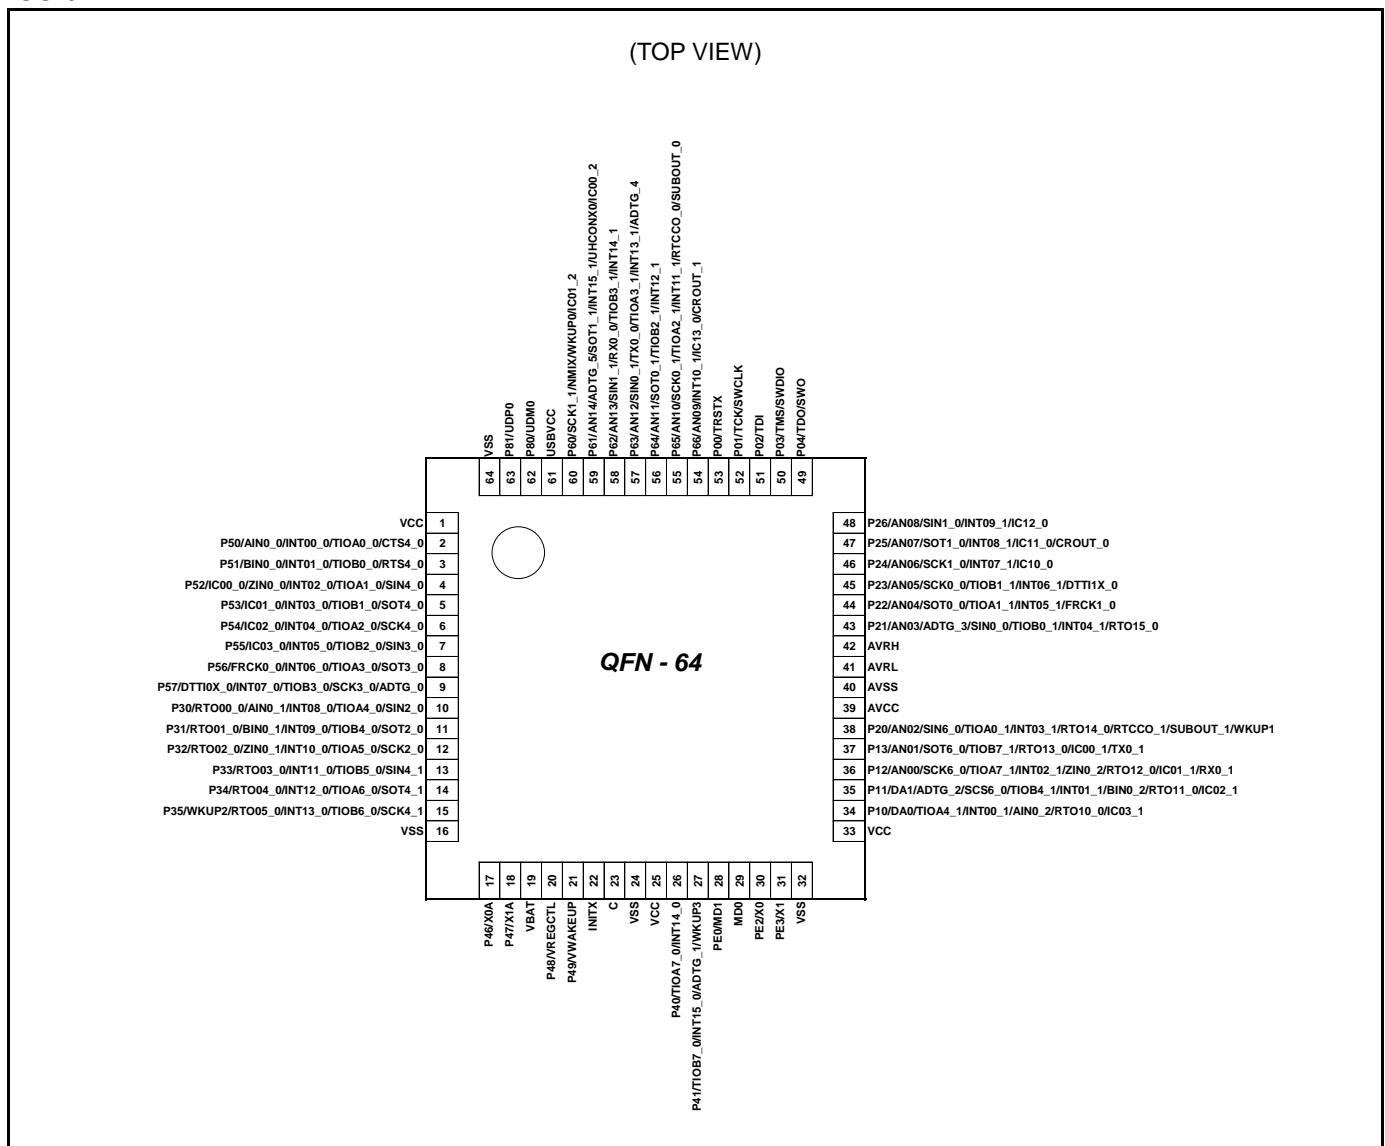 (TOP VIEW)
VSS
P81/UDP0
P80/UDM0
USBVCC
P60/SCK1_1/NMIX/WKUP0/IC01_2
P61/AN14/ADTG_5/SOT1_1/INT15_1/UHCONX0/IC00_2
P62/AN13/SIN1_1/RX0_0/TIOB3_1/INT14_1
P63/AN12/SIN0_1/TX0_0/TIOA3_1/INT13_1/ADTG_4
P64/AN11/SOT0_1/TIOB2_1/INT12_1
P65/AN10/SCK0_1/TIOA2_1/INT11_1/RTCCO_0/SUBOUT_0
P66/AN09/INT10_1/IC13_0/CROUT_1
P00/TRSTX
P01/TCK/SWCLK
P02/TDI
P03/TMS/SWDIO
P04/TDO/SWO
64 63 62 61 60 59 58 57 56 55 54 53 52 51 50 49
VCC 1
P50/AIN0_0/INT00_0/TIOA0_0/CTS4_0 2
P51/BIN0_0/INT01_0/TIOB0_0/RTS4_0 3
P52/IC00_0/ZIN0_0/INT02_0/TIOA1_0/SIN4_0 4
P53/IC01_0/INT03_0/TIOB1_0/SOT4_0 5
P54/IC02_0/INT04_0/TIOA2_0/SCK4_0 6
P55/IC03_0/INT05_0/TIOB2_0/SIN3_0 7
P56/FRCK0_0/INT06_0/TIOA3_0/SOT3_0 8
P57/DTTI0X_0/INT07_0/TIOB3_0/SCK3_0/ADTG_0 9
P30/RTO00_0/AIN0_1/INT08_0/TIOA4_0/SIN2_0 10
P31/RTO01_0/BIN0_1/INT09_0/TIOB4_0/SOT2_0 11
P32/RTO02_0/ZIN0_1/INT10_0/TIOA5_0/SCK2_0 12
P33/RTO03_0/INT11_0/TIOB5_0/SIN4_1 13
P34/RTO04_0/INT12_0/TIOA6_0/SOT4_1 14
P35/WKUP2/RTO05_0/INT13_0/TIOB6_0/SCK4_1 15
VSS 16
QFN - 64
48 P26/AN08/SIN1_0/INT09_1/IC12_0
47 P25/AN07/SOT1_0/INT08_1/IC11_0/CROUT_0
46 P24/AN06/SCK1_0/INT07_1/IC10_0
45 P23/AN05/SCK0_0/TIOB1_1/INT06_1/DTTI1X_0
44 P22/AN04/SOT0_0/TIOA1_1/INT05_1/FRCK1_0
43 P21/AN03/ADTG_3/SIN0_0/TIOB0_1/INT04_1/RTO15_0
42 AVRH
41 AVRL
40 AVSS
39 AVCC
38 P20/AN02/SIN6_0/TIOA0_1/INT03_1/RTO14_0/RTCCO_1/SUBOUT_1/WKUP1
37 P13/AN01/SOT6_0/TIOB7_1/RTO13_0/IC00_1/TX0_1
36 P12/AN00/SCK6_0/TIOA7_1/INT02_1/ZIN0_2/RTO12_0/IC01_1/RX0_1
35 P11/DA1/ADTG_2/SCS6_0/TIOB4_1/INT01_1/BIN0_2/RTO11_0/IC02_1
34 P10/DA0/TIOA4_1/INT00_1/AIN0_2/RTO10_0/IC03_1
33 VCC
17 18 19 20 21 22 23 24 25 26 27 28 29 30 31 32
P46/X0A
P47/X1A
VBAT
P48/VREGCTL
P49/VWAKEUP
INITX
C
VSS
VCC
P40/TIOA7_0/INT14_0
P41/TIOB7_0/INT15_0/ADTG_1/WKUP3
PE0/MD1
MD0
PE2/X0
PE3/X1
VSS